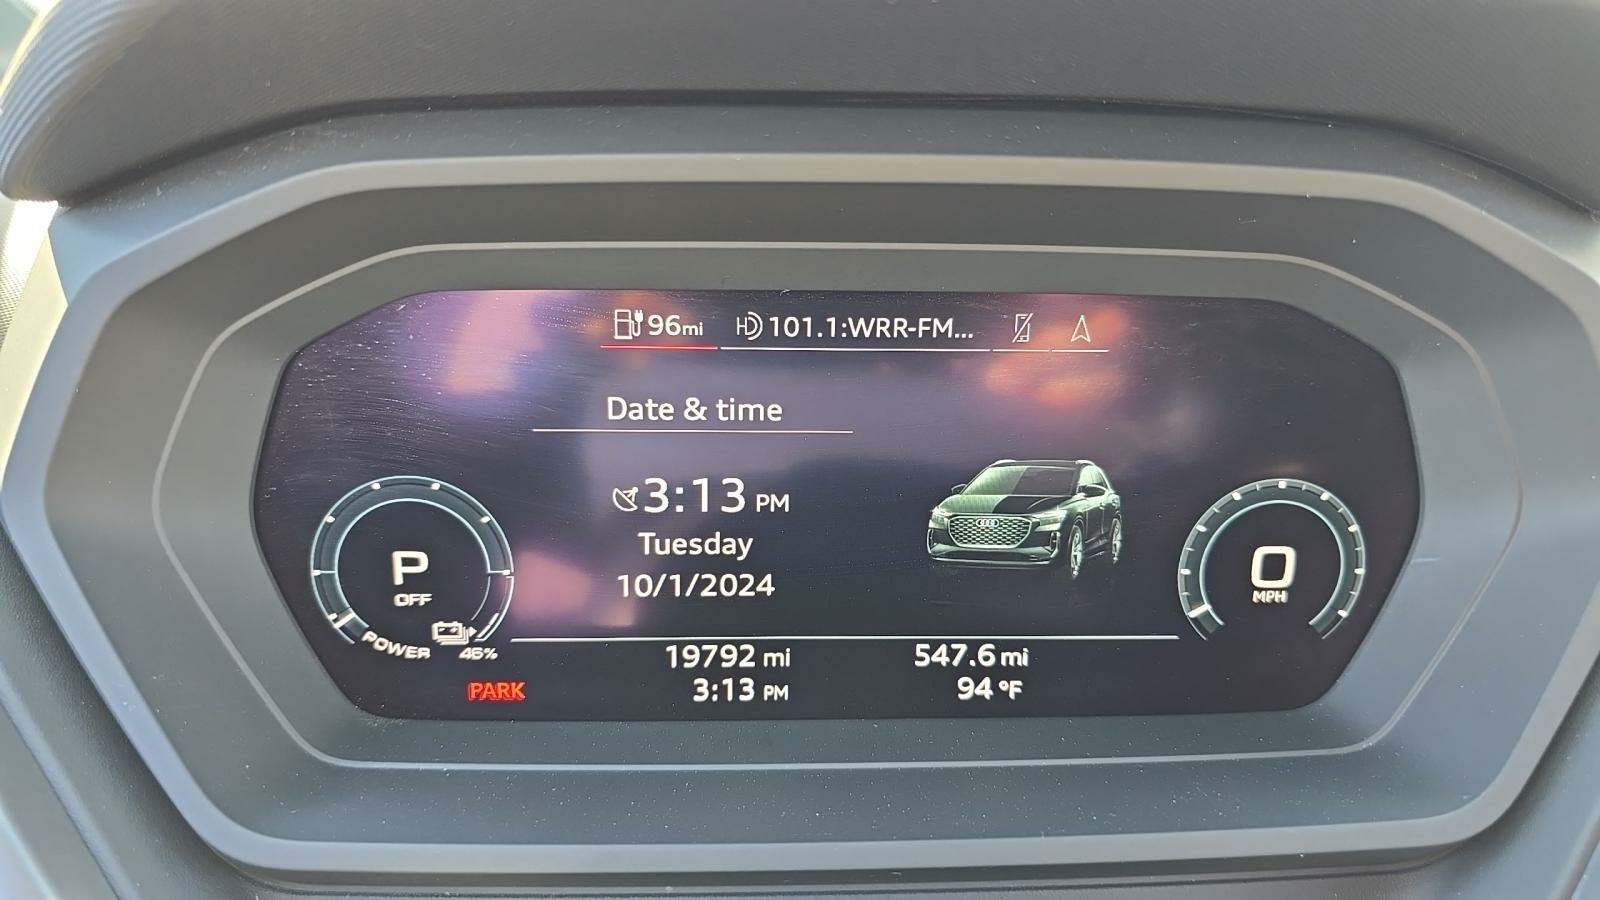 96mi
HD 101.1:WRR-FM...
Date & time
3:13 PM
Tuesday
10/1/2024
P
OFF
POWER
46%
0
MPH
19792 mi
547.6 mi
PARK
3:13 PM
94 °F